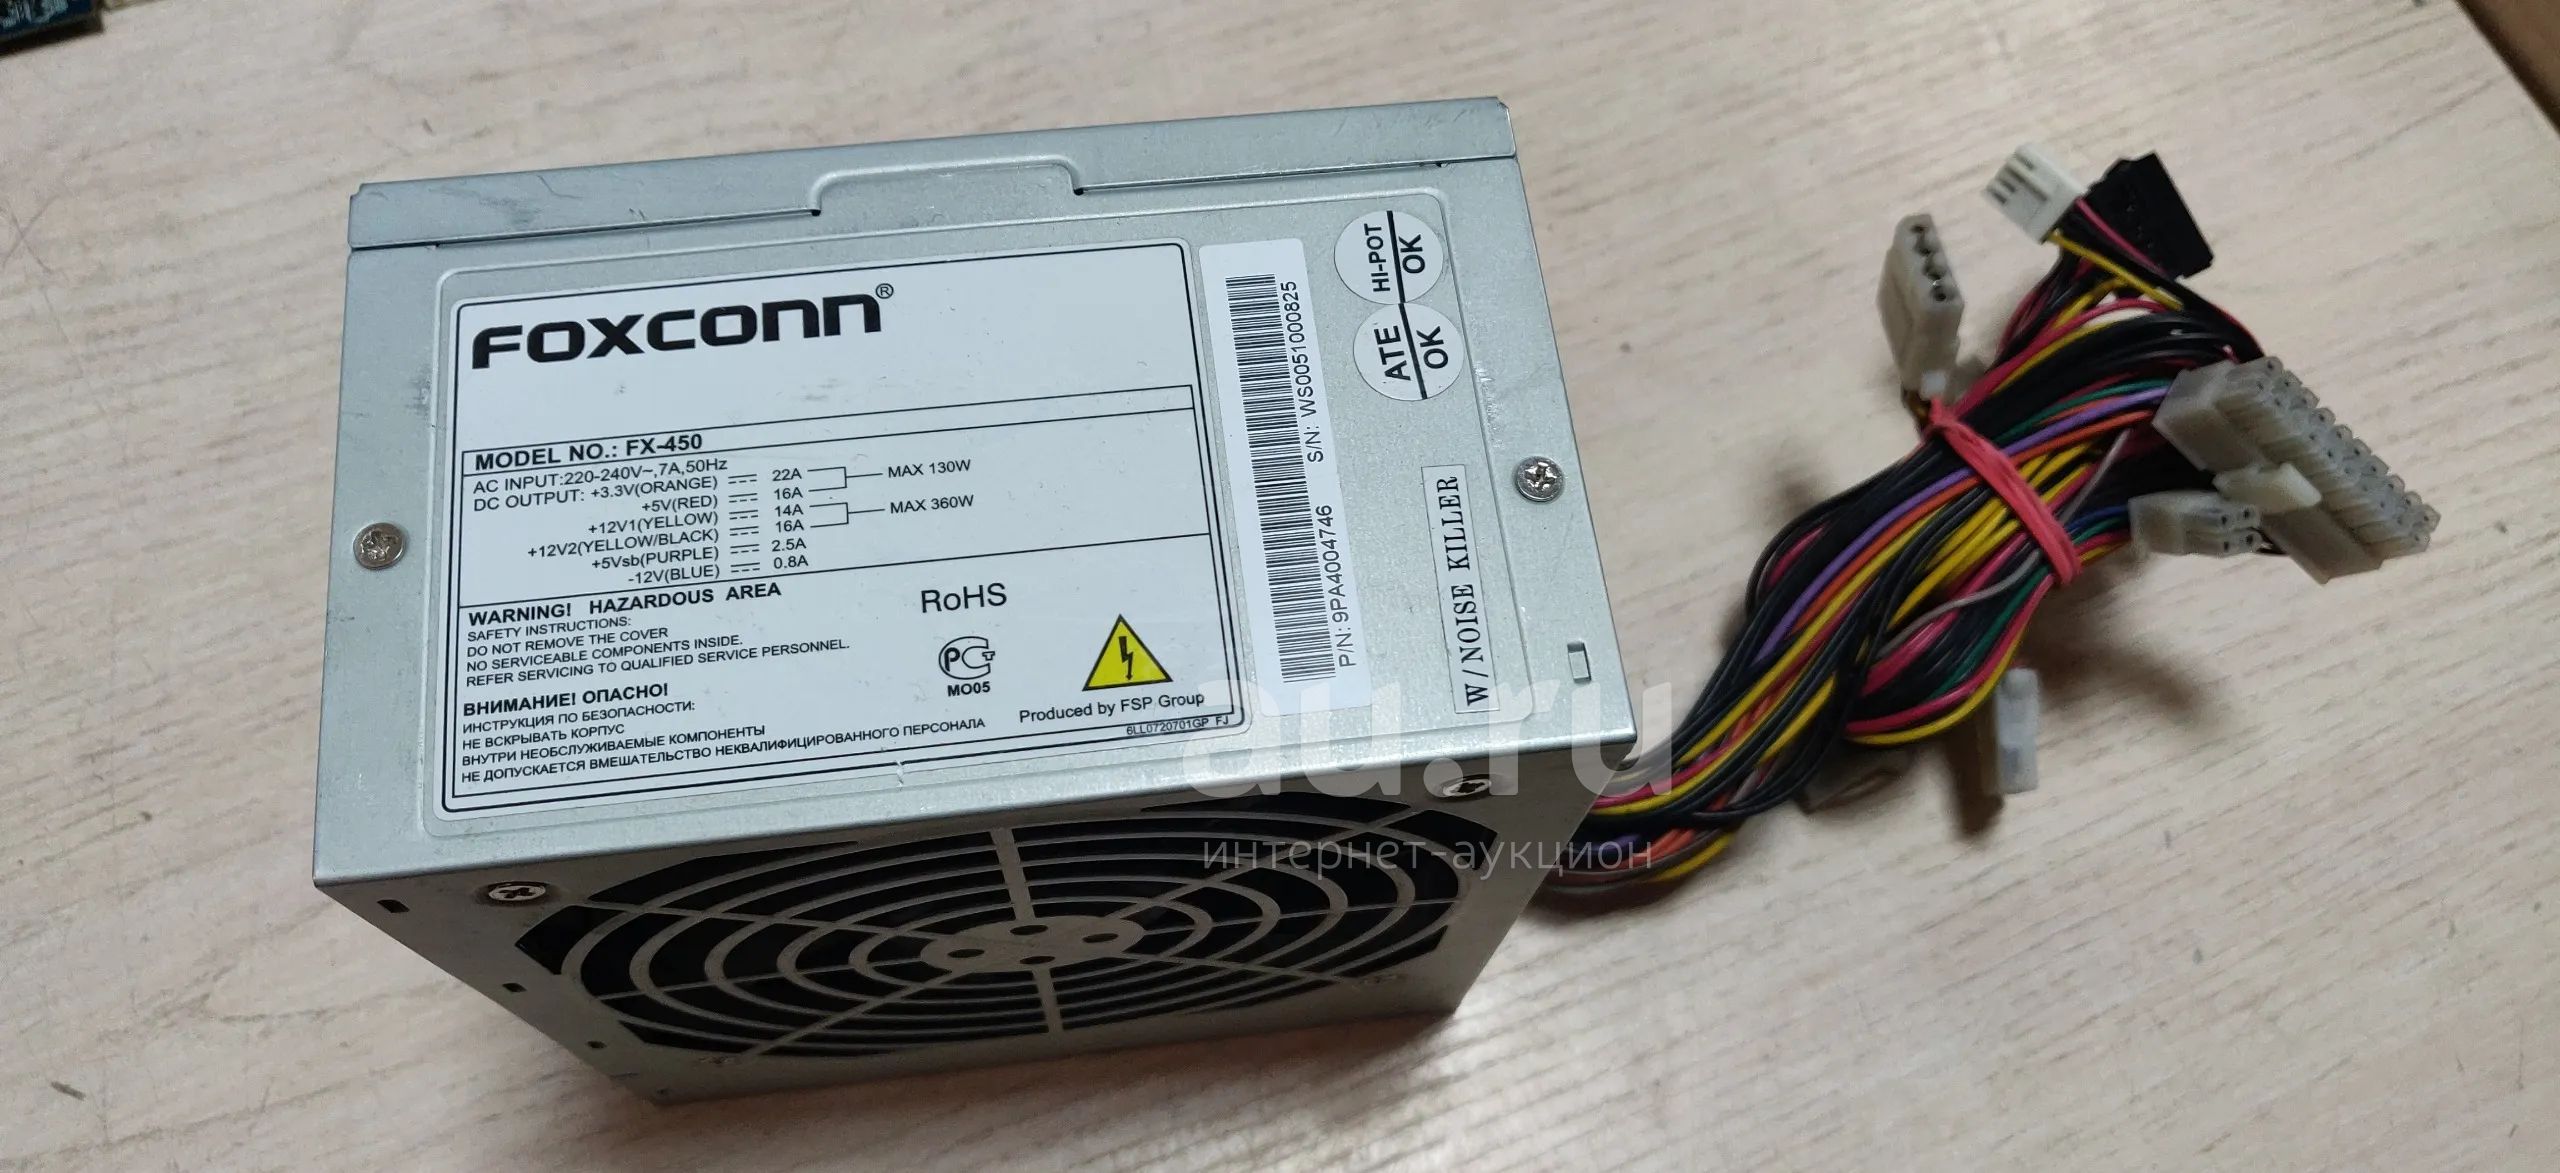 FOXCONN®
MODEL NO.: FX-450
AC INPUT:220-240V~,7A,50Hz
DC OUTPUT: +3.3V(ORANGE) 22A MAX 130W
+5V(RED) 16A
+12V1(YELLOW) 14A MAX 360W
+12V2(YELLOW/BLACK) 16A
+5Vsb(PURPLE) 2.5A
-12V(BLUE) 0.8A
WARNING! HAZARDOUS AREA
SAFETY INSTRUCTIONS:
DO NOT REMOVE THE COVER
NO SERVICEABLE COMPONENTS INSIDE.
REFER SERVICING TO QUALIFIED SERVICE PERSONNEL.
ВНИМАНИЕ! ОПАСНО!
ИНСТРУКЦИЯ ПО БЕЗОПАСНОСТИ:
НЕ ВСКРЫВАТЬ КОРПУС
ВНУТРИ НЕОБСЛУЖИВАЕМЫЕ КОМПОНЕНТЫ
НЕ ДОПУСКАЕТСЯ ВМЕШАТЕЛЬСТВО НЕКВАЛИФИЦИРОВАННОГО ПЕРСОНАЛА
RoHS
РСТ
MO05
Produced by FSP Group
6LL0720701GP FJ
P/N: 9PA4004746 S/N: WS0051000825
HI-POT OK
ATE OK
W/NOISE KILLER
au.ru
интернет-аукцион